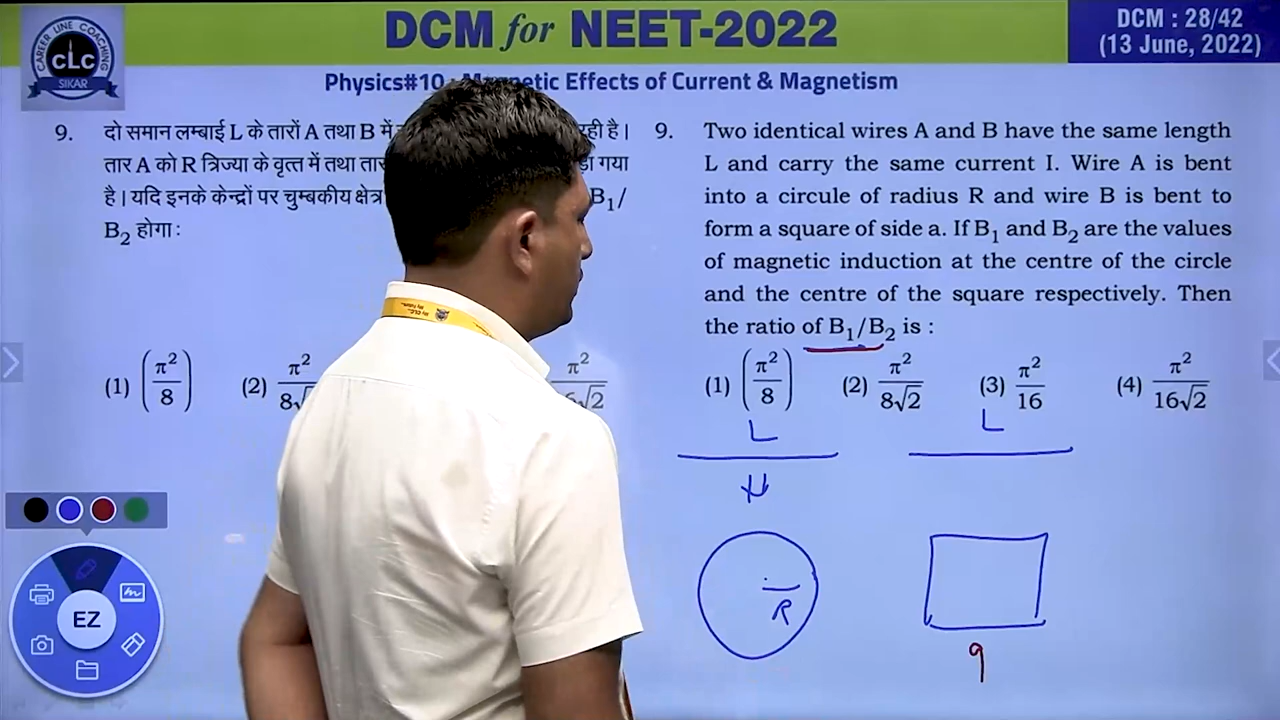 DCM for NEET-2022
DCM : 28/42
(13 June, 2022)
CAREER LINE COACHING
CLC
SIKAR
Physics#10 : Magnetic Effects of Current & Magnetism
9. दो समान लम्बाई L के तारों A तथा B में
रही है।
तार A को R त्रिज्या के वृत्त में तथा
गया
है। यदि इनके केन्द्रों पर चुम्बकीय
B₁/
B₂ होगा :
(1) (π²/8) (2) π²/8√
√2
9. Two identical wires A and B have the same length
L and carry the same current I. Wire A is bent
into a circule of radius R and wire B is bent to
form a square of side a. If B₁ and B₂ are the values
of magnetic induction at the centre of the circle
and the centre of the square respectively. Then
the ratio of B₁/B₂ is :
(1) (π²/8) (2) π²/8√2 (3) π²/16 (4) π²/16√2
L L
R
EZ